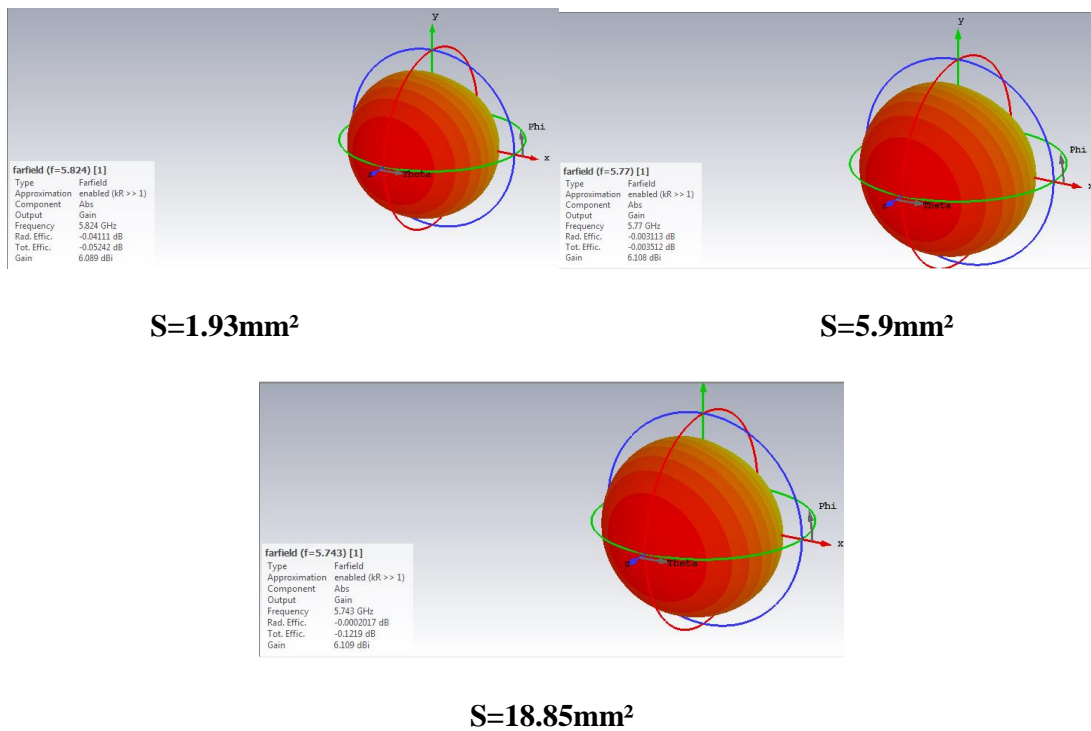 y
Phi
x
z
Theta
farfield (f=5.824) [1]
Type Farfield
Approximation enabled (kR >> 1)
Component Abs
Output Gain
Frequency 5.824 GHz
Rad. Effic. -0.04111 dB
Tot. Effic. -0.05242 dB
Gain 6.089 dBi
y
Phi
x
z
Theta
farfield (f=5.77) [1]
Type Farfield
Approximation enabled (kR >> 1)
Component Abs
Output Gain
Frequency 5.77 GHz
Rad. Effic. -0.003113 dB
Tot. Effic. -0.003512 dB
Gain 6.108 dBi
S=1.93mm²
S=5.9mm²
Phi
x
z
Theta
farfield (f=5.743) [1]
Type Farfield
Approximation enabled (kR >> 1)
Component Abs
Output Gain
Frequency 5.743 GHz
Rad. Effic. -0.0002017 dB
Tot. Effic. -0.1219 dB
Gain 6.109 dBi
S=18.85mm²